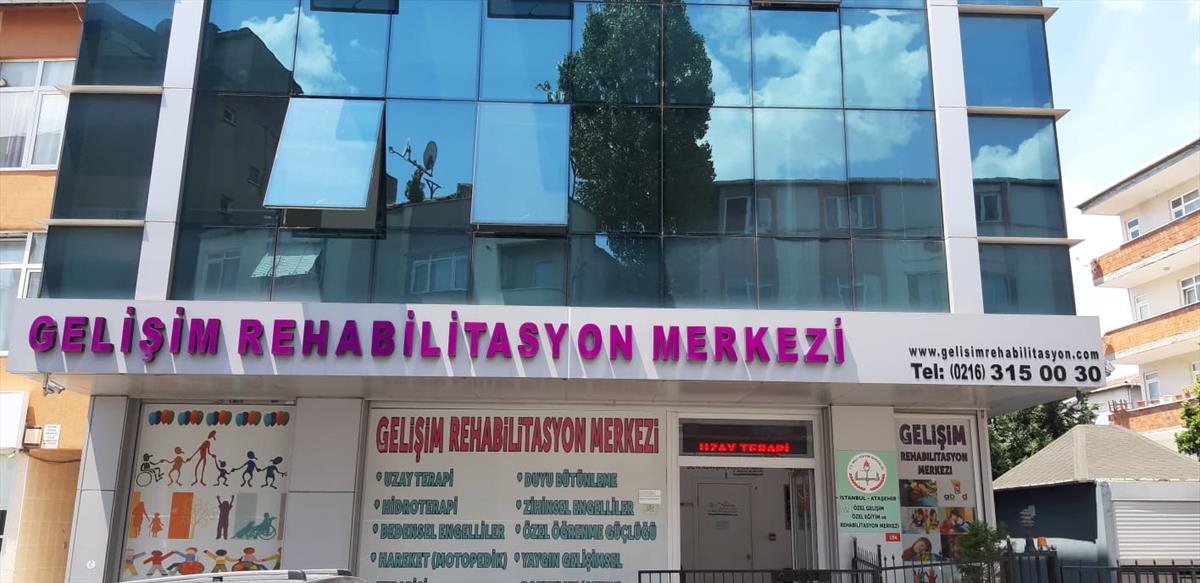 GELİŞİM REHABİLİTASYON MERKEZİ
www.gelisimrehabilitasyon.com
Tel: (0216) 315 00 30
GELİŞİM REHABİLİTASYON MERKEZİ
* UZAY TERAPİ
* HİDROTERAPİ
* BEDENSEL ENGELLİLER
* HAREKET (MOTOPEDİK)
* DUYU BÜTÜNLEME
* ZİHİNSEL ENGELLİLER
* ÖZEL ÖĞRENME GÜÇLÜĞÜ
* YAYGIN GELİŞİMSEL
UZAY TERAPİ
İSTANBUL - ATAŞEHİR
ÖZEL GELİŞİM
ÖZEL EĞİTİM ve
REHABİLİTASYON MERKEZİ
GELİŞİM
REHABİLİTASYON
MERKEZİ